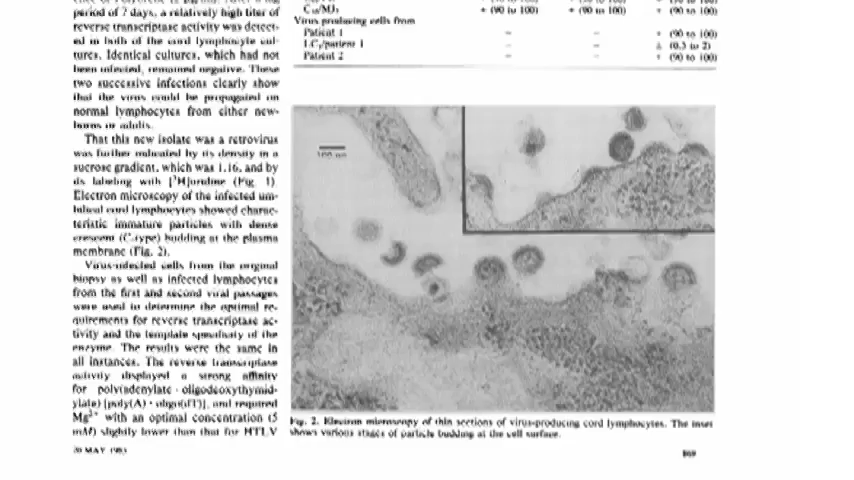 period of 7 days, a relatively high titer of
reverse transcriptase activity was detect-
ed in both of the cord lymphocyte cul-
tures. Identical cultures, which had not
been infected, remained negative. These
two successive infections clearly show
that the virus could be propagated on
normal lymphocytes from either new-
borns or adults.
That this new isolate was a retrovirus
was further indicated by its density in a
sucrose gradient, which was 1.16, and by
its labeling with [³H]uridine (Fig. 1).
Electron microscopy of the infected um-
bilical cord lymphocytes showed charac-
teristic immature particles with dense
crescent (C-type) budding at the plasma
membrane (Fig. 2).
Virus-infected cells from the original
biopsy as well as infected lymphocytes
from the first and second viral passages
were used to determine the optimal re-
quirements for reverse transcriptase ac-
tivity and the template specificity of the
enzyme. The results were the same in
all instances. The reverse transcriptase
activity displayed a strong affinity
for poly(adenylate · oligodeoxythymid-
ylate) [poly(A) · oligo(dT)], and required
Mg²⁺ with an optimal concentration (5
mM) slightly lower than that for HTLV
20 MAY 1983
+ (90 to 100) + (90 to 100)
Virus-producing cells from
Patient 1 – – + (90 to 100)
/patient 1 – – (0.5 to 2)
Patient 2 – – + (90 to 100)
100 nm
Fig. 2. Electron microscopy of thin sections of virus-producing cord lymphocytes. The inset
shows various stages of particle budding at the cell surface.
869